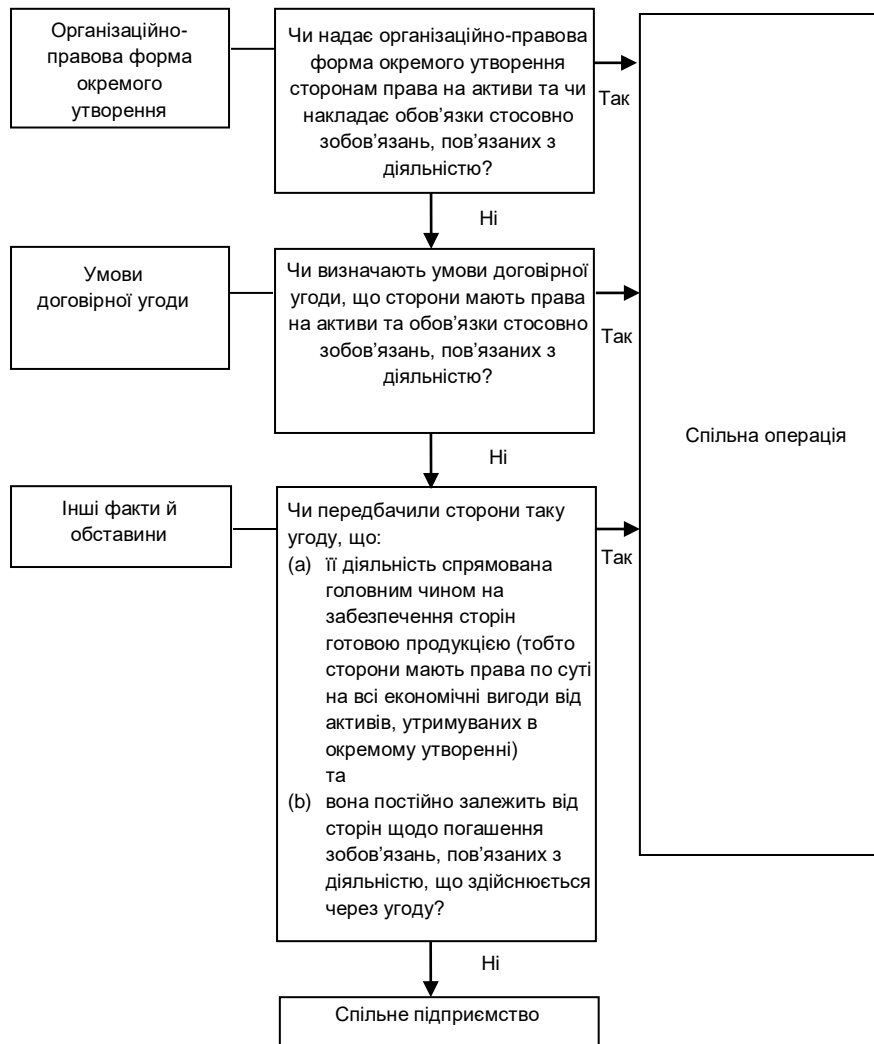 Організаційно-
правова форма
окремого
утворення
Чи надає організаційно-правова
форма окремого утворення
сторонам права на активи та чи
накладає обов’язки стосовно
зобов’язань, пов’язаних з
діяльністю?
Так
Ні
Умови
договірної угоди
Чи визначають умови договірної
угоди, що сторони мають права
на активи та обов’язки стосовно
зобов’язань, пов’язаних з
діяльністю?
Так
Спільна операція
Ні
Інші факти й
обставини
Чи передбачили сторони таку
угоду, що:
(a) її діяльність спрямована
головним чином на
забезпечення сторін
готовою продукцією (тобто
сторони мають права по суті
на всі економічні вигоди від
активів, утримуваних в
окремому утворенні)
та
(b) вона постійно залежить від
сторін щодо погашення
зобов’язань, пов’язаних з
діяльністю, що здійснюється
через угоду?
Так
Ні
Спільне підприємство